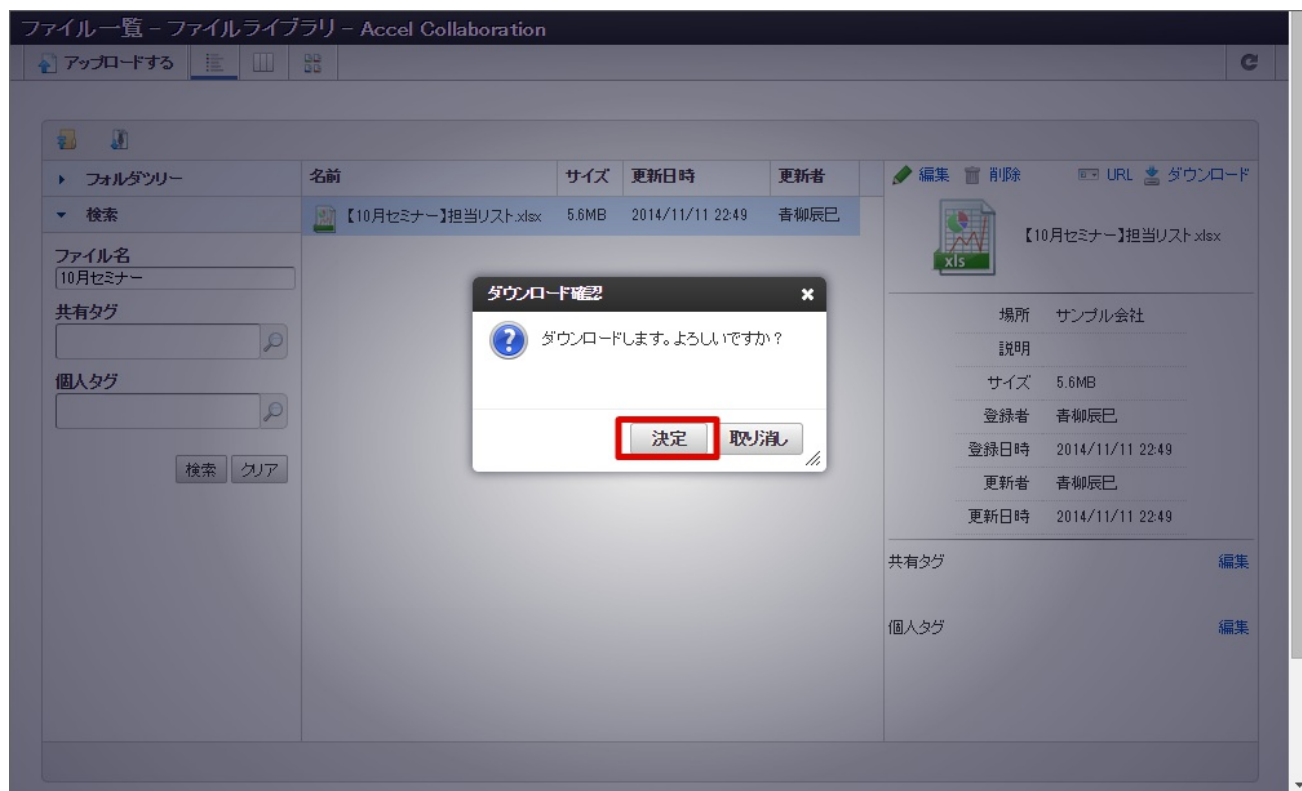 ファイル一覧 – ファイルライブラリ – Accel Collaboration
アップロードする
フォルダツリー
検索
ファイル名
10月セミナー
共有タグ
個人タグ
検索 クリア
名前 サイズ 更新日時 更新者
【10月セミナー】担当リスト.xlsx 5.6MB 2014/11/11 22:49 青柳辰巳
ダウンロード確認
ダウンロードします。よろしいですか?
決定 取り消し
編集 削除 URL ダウンロード
xls
【10月セミナー】担当リスト.xlsx
場所 サンプル会社
説明
サイズ 5.6MB
登録者 青柳辰巳
登録日時 2014/11/11 22:49
更新者 青柳辰巳
更新日時 2014/11/11 22:49
共有タグ 編集
個人タグ 編集